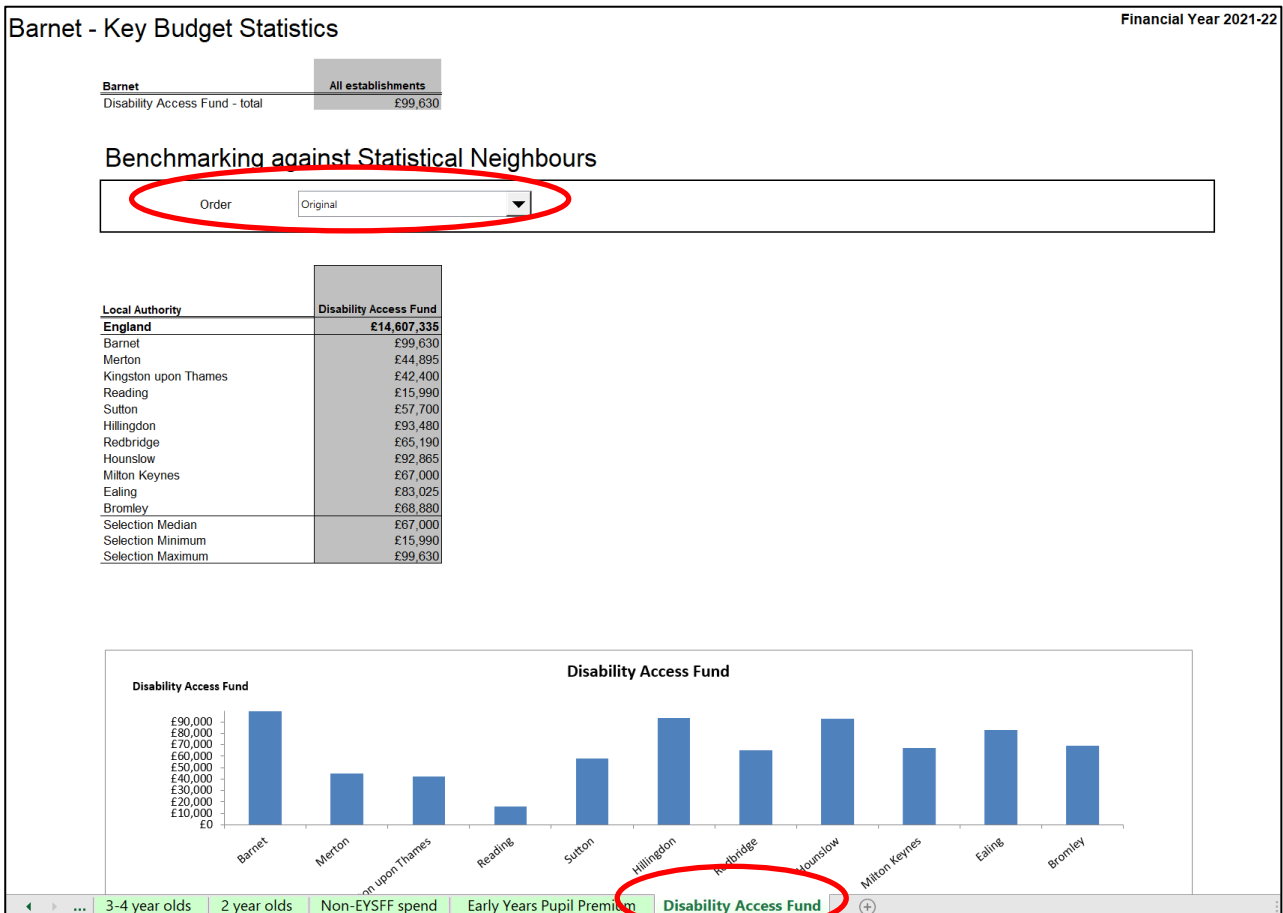 Barnet - Key Budget Statistics
Financial Year 2021-22
Barnet All establishments
Disability Access Fund - total £99,630
Benchmarking against Statistical Neighbours
Order Original
Local Authority Disability Access Fund
England £14,607,335
Barnet £99,630
Merton £44,895
Kingston upon Thames £42,400
Reading £15,990
Sutton £57,700
Hillingdon £93,480
Redbridge £65,190
Hounslow £92,865
Milton Keynes £67,000
Ealing £83,025
Bromley £68,880
Selection Median £67,000
Selection Minimum £15,990
Selection Maximum £99,630
Disability Access Fund
Disability Access Fund
£90,000
£80,000
£70,000
£60,000
£50,000
£40,000
£30,000
£20,000
£10,000
£0
Barnet Merton upon Thames Reading Sutton Hillingdon Redbridge Hounslow Milton Keynes Ealing Bromley
... 3-4 year olds 2 year olds Non-EYSFF spend Early Years Pupil Premium Disability Access Fund